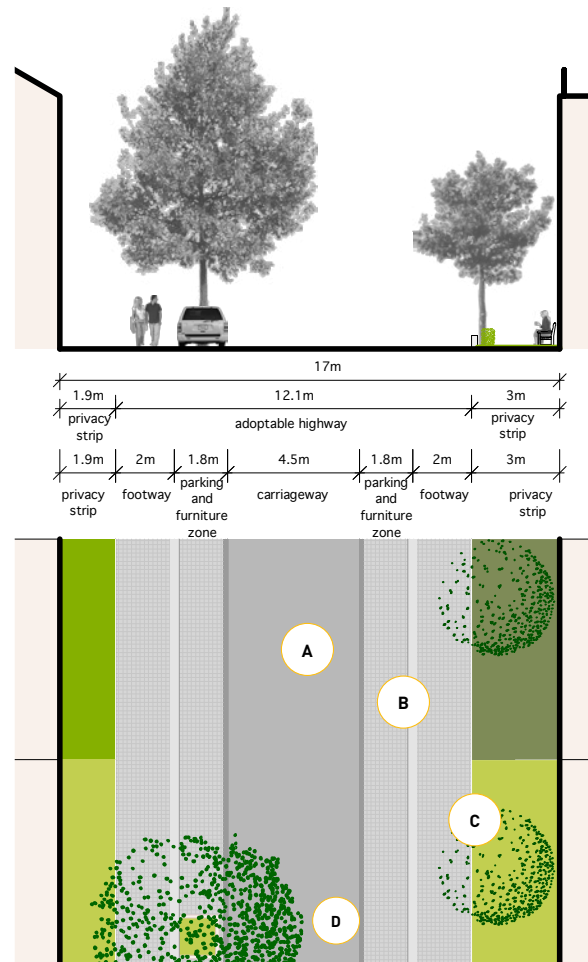 17m
1.9m 12.1m 3m
privacy strip adoptable highway privacy strip
1.9m 2m 1.8m 4.5m 1.8m 2m 3m
privacy strip footway parking and furniture zone carriageway parking and furniture zone footway privacy strip
A
B
C
D